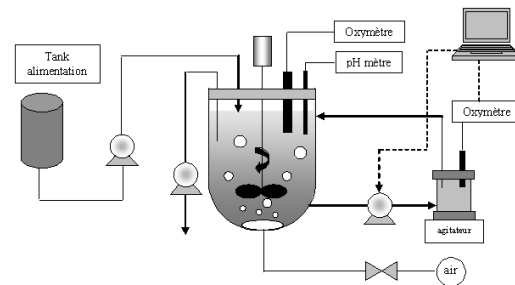 Tank
alimentation
Oxymètre
pH mètre
Oxymètre
agitateur
air